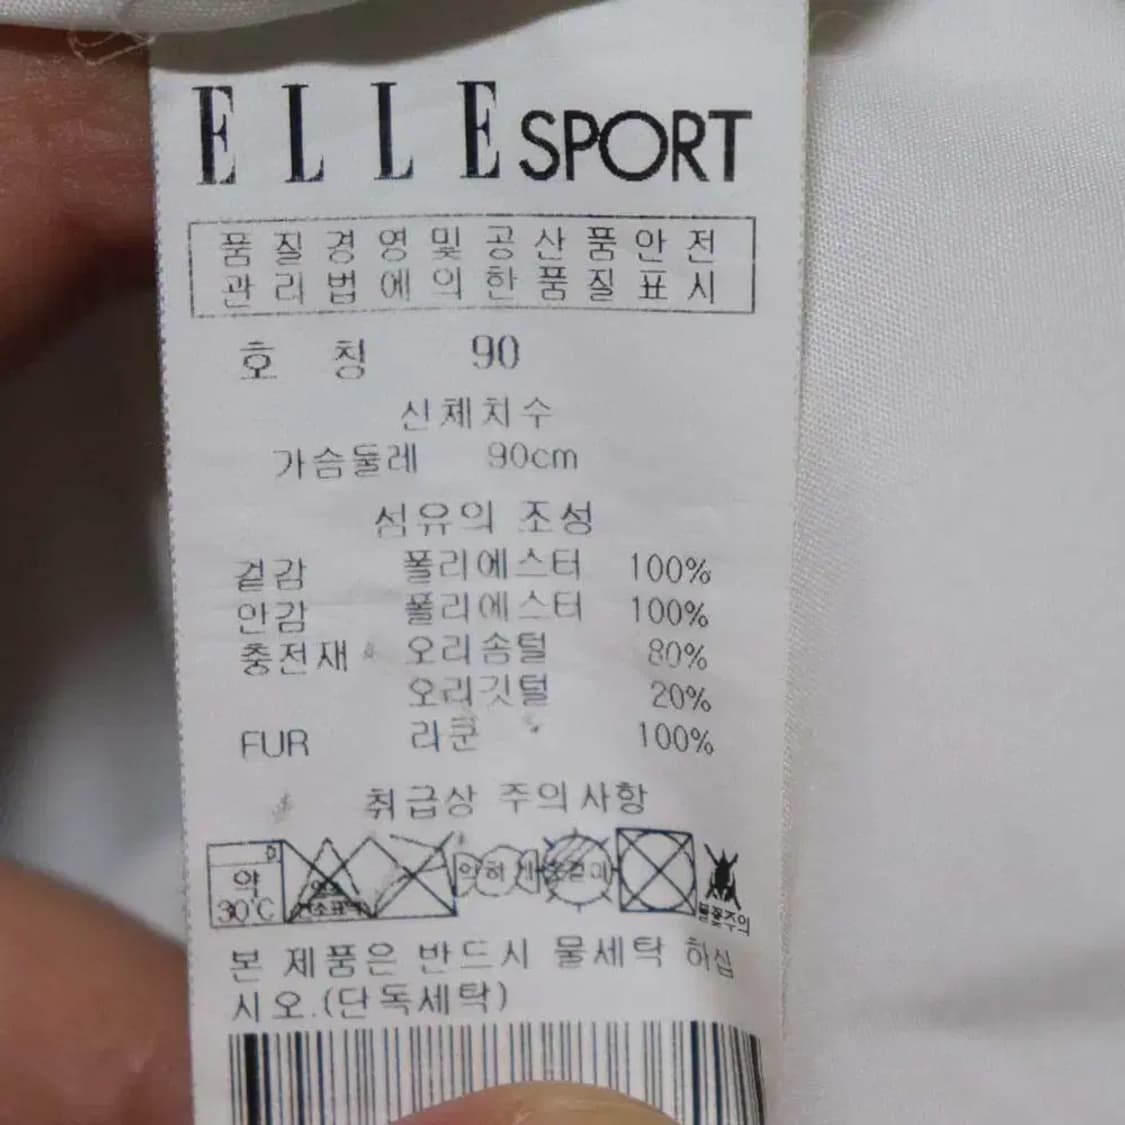 ELLE SPORT
품질경영및공산품안전
관리법에의한품질표시
호 칭 90
신체치수
가슴둘레 90cm
섬유의 조성
겉감 폴리에스터 100%
안감 폴리에스터 100%
충전재 오리솜털 80%
오리깃털 20%
FUR 리쿤 100%
취급상 주의사항
약 30℃
불꽃주의
본 제품은 반드시 물세탁 하십
시오.(단독세탁)